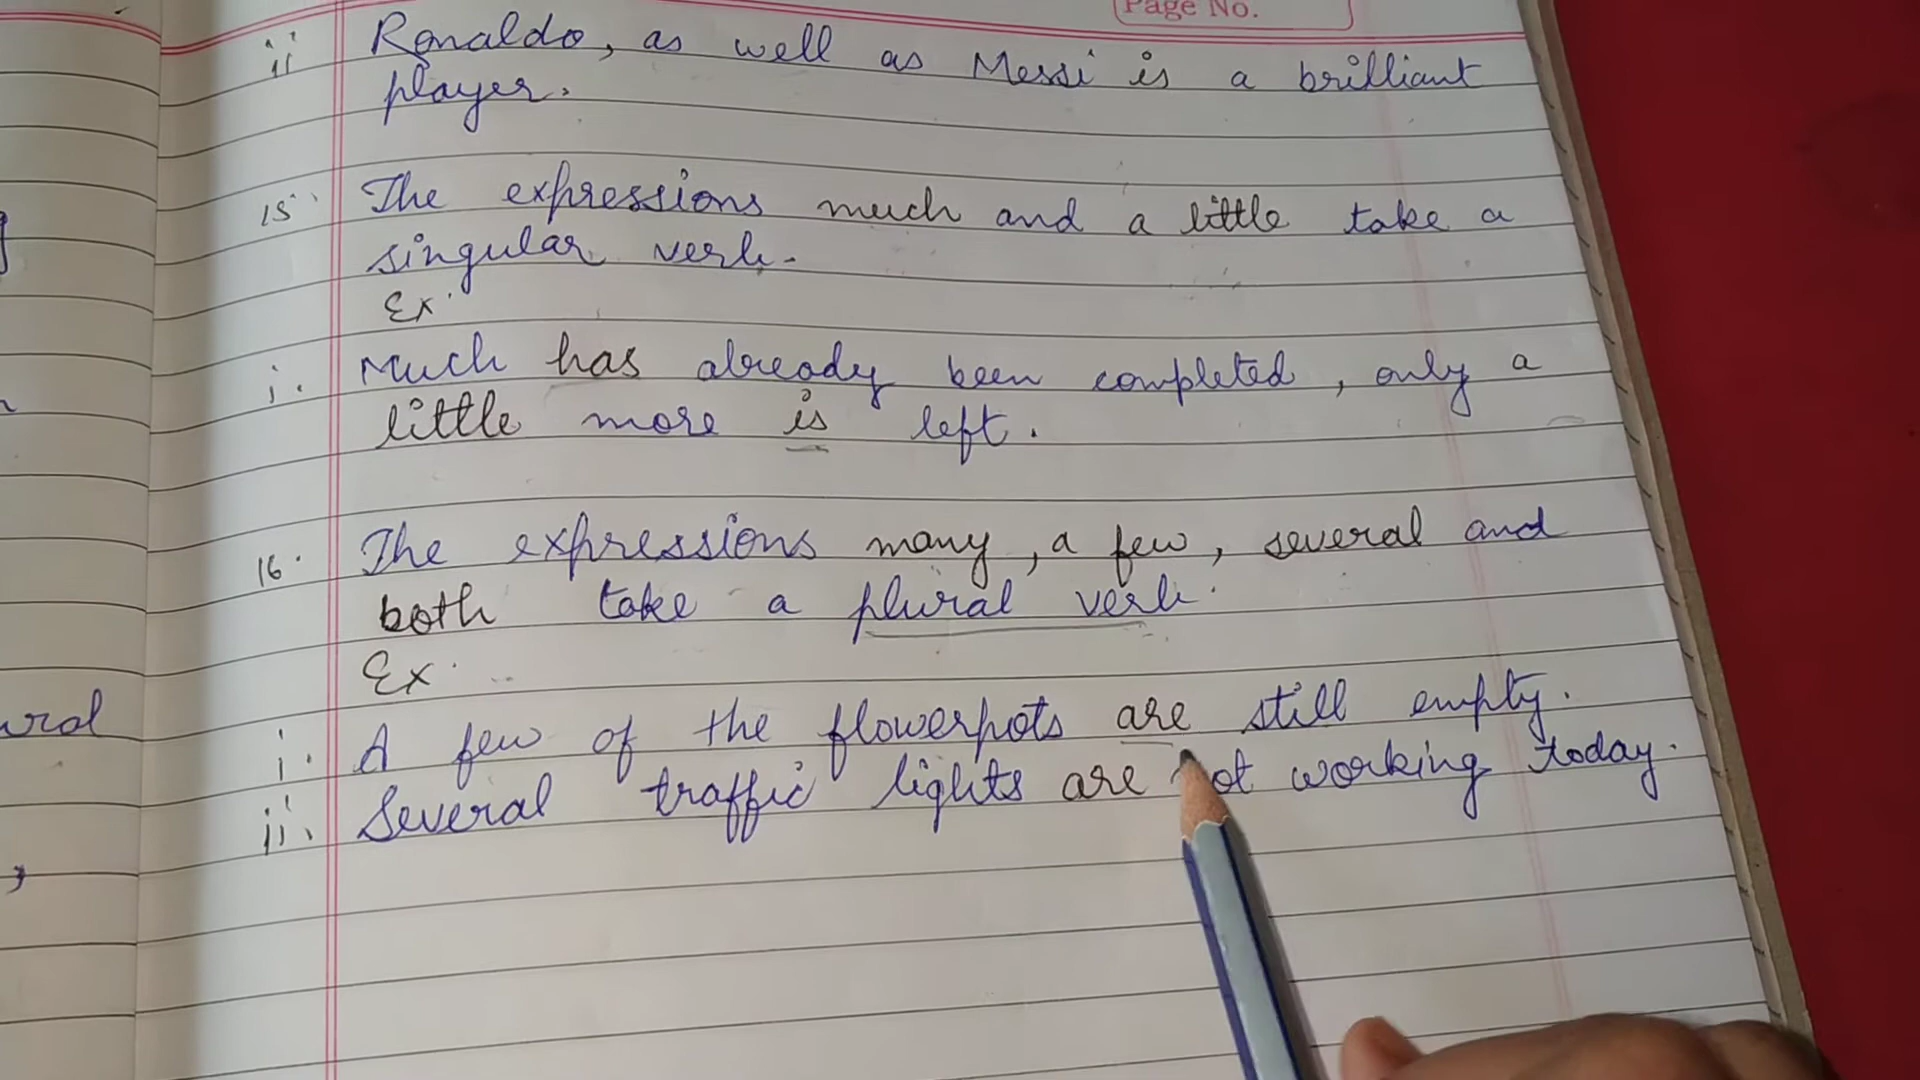 Page No.
ii Ronaldo, as well as Messi is a brilliant
player.
15. The expressions much and a little take a
singular verb.
Ex.
i. Much has already been completed, only a
little more is left.
16. The expressions many, a few, several and
both take a plural verb.
Ex.
i. A few of the flowerpots are still empty.
ii. Several traffic lights are not working today.